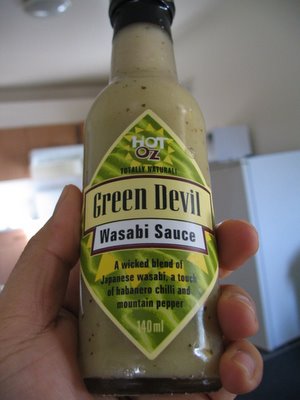 HOT
OZ
TOTALLY NATURAL!
Green Devil
Wasabi Sauce
A wicked blend of
Japanese wasabi, a touch
of habanero chilli and
mountain pepper
140ml